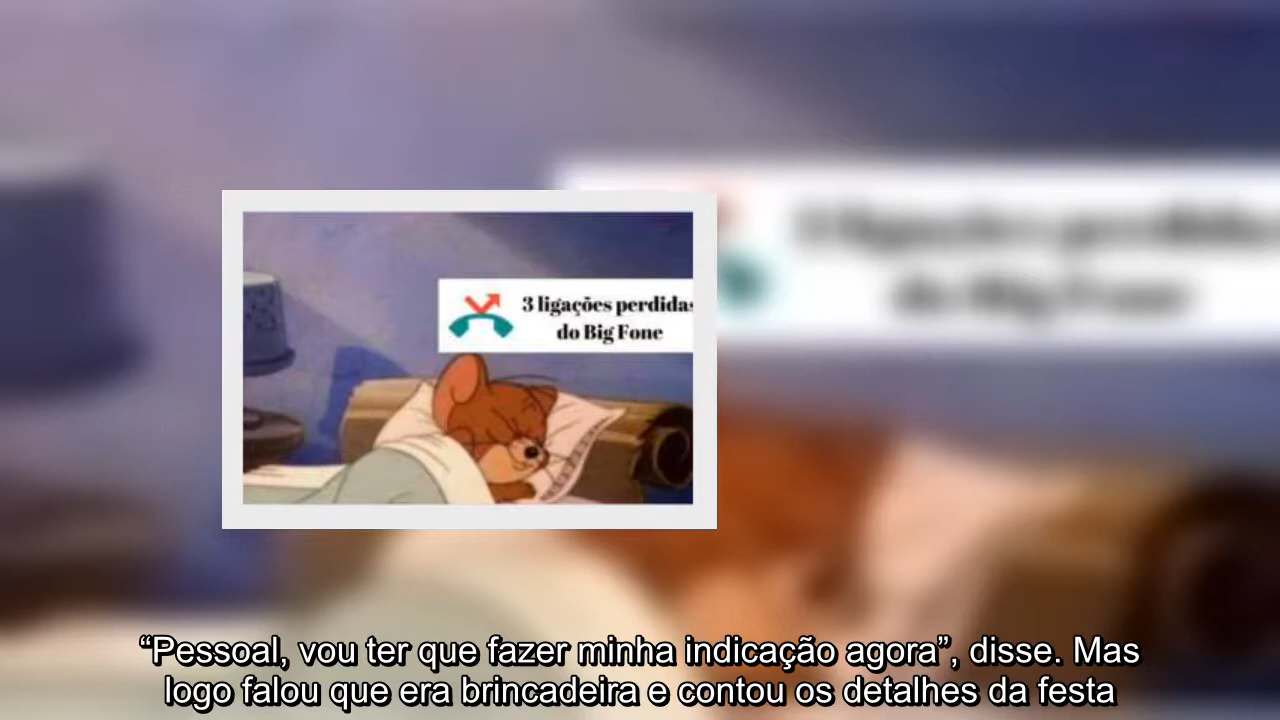 3 ligações perdidas
do Big Fone
“Pessoal, vou ter que fazer minha indicação agora”, disse. Mas
logo falou que era brincadeira e contou os detalhes da festa